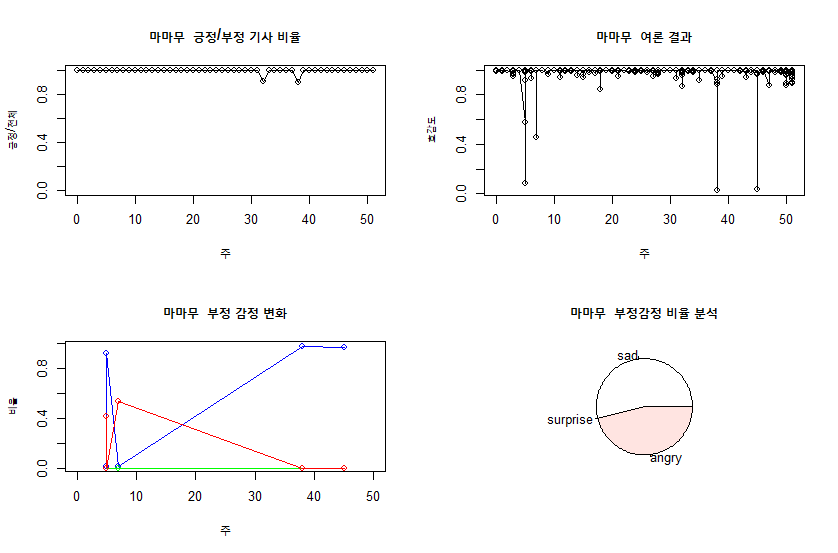 마마무 긍정/부정 기사 비율
긍정/전체
0.0
0.4
0.8
0
10
20
30
40
50
주
마마무 여론 결과
호감도
0.0
0.4
0.8
0
10
20
30
40
50
주
마마무 부정 감정 변화
비율
0.0
0.4
0.8
0
10
20
30
40
50
주
마마무 부정감정 비율 분석
sad
surprise
angry